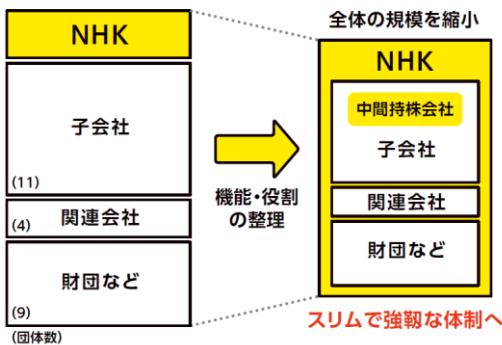 NHK
子会社
(11)
関連会社
(4)
財団など
(9)
(団体数)
機能・役割
の整理
全体の規模を縮小
NHK
中間持株会社
子会社
関連会社
財団など
スリムで強靱な体制へ